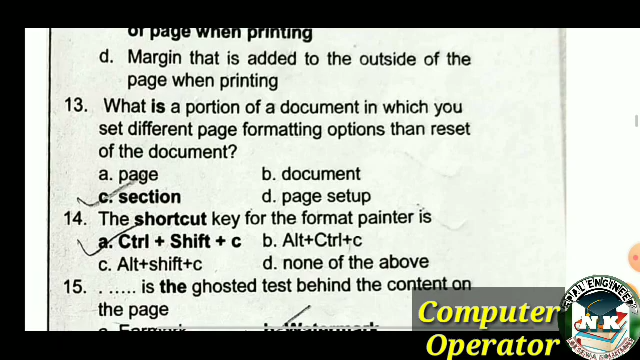 of page when printing
d. Margin that is added to the outside of the
page when printing
13. What is a portion of a document in which you
set different page formatting options than reset
of the document?
a. page b. document
c. section d. page setup
14. The shortcut key for the format painter is
a. Ctrl + Shift + c b. Alt+Ctrl+c
c. Alt+shift+c d. none of the above
15. . ..... is the ghosted test behind the content on
the page
b. Watermark
Computer
Operator
NK